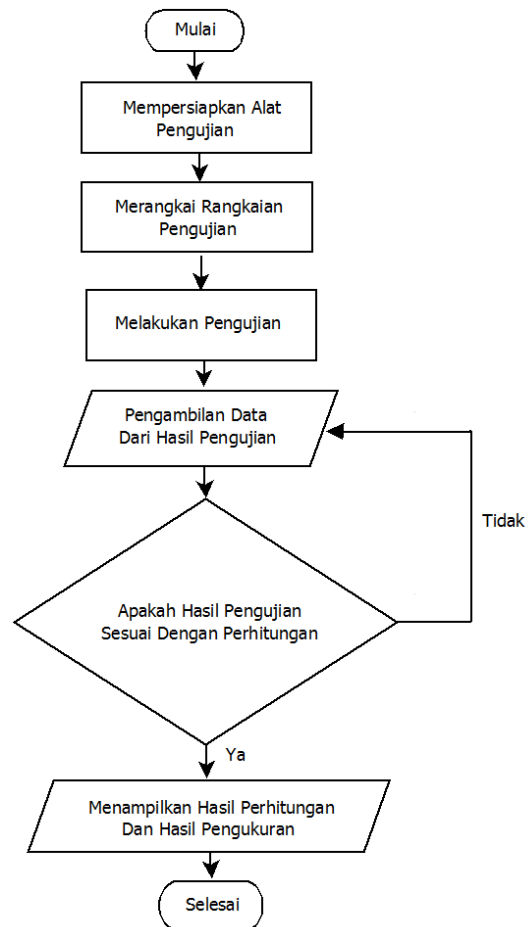 Mulai
Mempersiapkan Alat
Pengujian
Merangkai Rangkaian
Pengujian
Melakukan Pengujian
Pengambilan Data
Dari Hasil Pengujian
Tidak
Apakah Hasil Pengujian
Sesuai Dengan Perhitungan
Ya
Menampilkan Hasil Perhitungan
Dan Hasil Pengukuran
Selesai